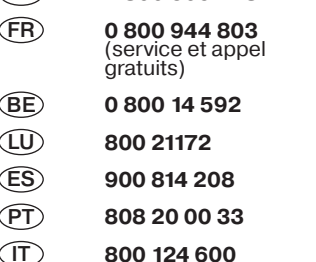 FR 0 800 944 803
(service et appel
gratuits)
BE 0 800 14 592
LU 800 21172
ES 900 814 208
PT 808 20 00 33
IT 800 124 600